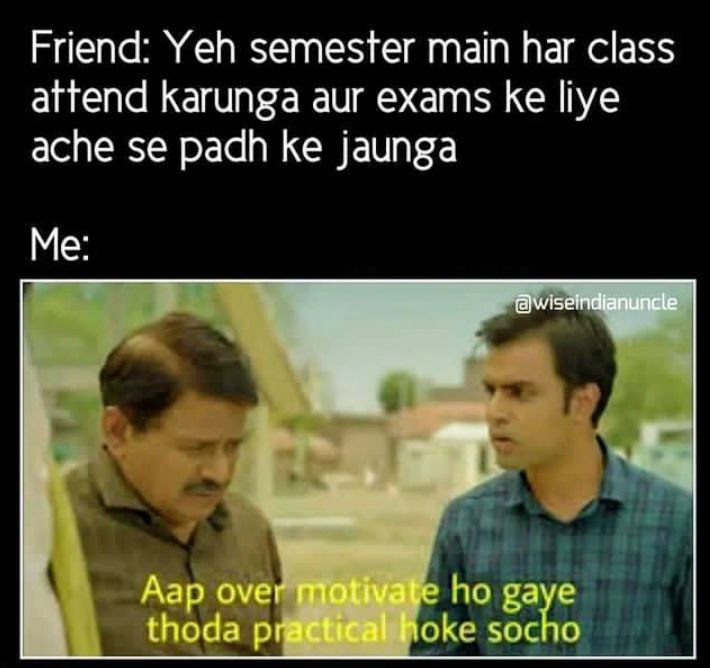 Friend: Yeh semester main har class
attend karunga aur exams ke liye
ache se padh ke jaunga
Me:
@wiseindianuncle
Aap over motivate ho gaye
thoda practical hoke socho